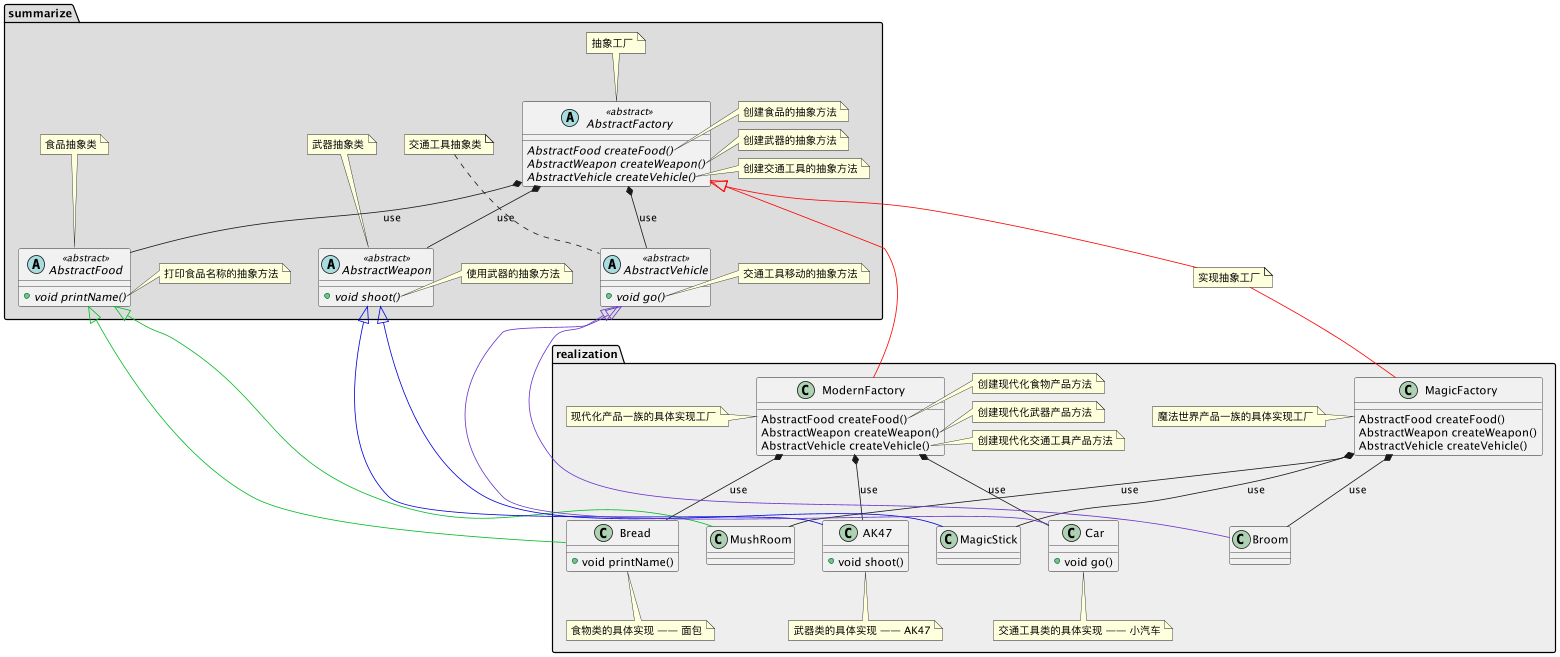 summarize
抽象工厂
«abstract»
AbstractFactory
AbstractFood createFood()
AbstractWeapon createWeapon()
AbstractVehicle createVehicle()
创建食品的抽象方法
创建武器的抽象方法
创建交通工具的抽象方法
食品抽象类
武器抽象类
交通工具抽象类
use
use
use
«abstract»
AbstractFood
void printName()
打印食品名称的抽象方法
«abstract»
AbstractWeapon
void shoot()
使用武器的抽象方法
«abstract»
AbstractVehicle
void go()
交通工具移动的抽象方法
实现抽象工厂
realization
现代化产品一族的具体实现工厂
ModernFactory
AbstractFood createFood()
AbstractWeapon createWeapon()
AbstractVehicle createVehicle()
创建现代化食物产品方法
创建现代化武器产品方法
创建现代化交通工具产品方法
魔法世界产品一族的具体实现工厂
MagicFactory
AbstractFood createFood()
AbstractWeapon createWeapon()
AbstractVehicle createVehicle()
use
use
use
use
use
use
Bread
void printName()
MushRoom
AK47
void shoot()
MagicStick
Car
void go()
Broom
食物类的具体实现 —— 面包
武器类的具体实现 —— AK47
交通工具类的具体实现 —— 小汽车